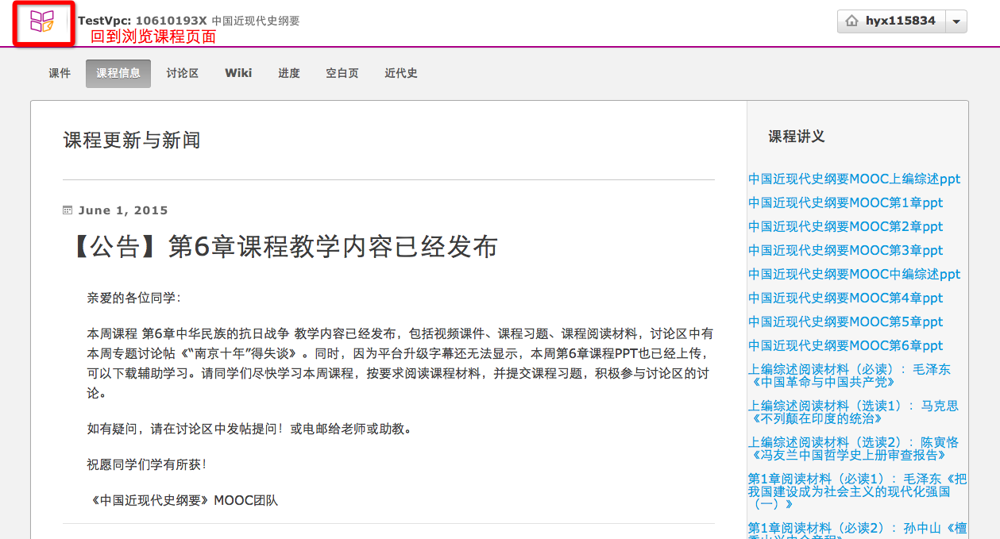 TestVpc: 10610193X 中国近现代史纲要
回到浏览课程页面
hyx115834
课件 课程信息 讨论区 Wiki 进度 空白页 近代史
课程更新与新闻
June 1, 2015
【公告】第6章课程教学内容已经发布
亲爱的各位同学：
本周课程 第6章中华民族的抗日战争 教学内容已经发布，包括视频课件、课程习题、课程阅读材料，讨论区中有
本周专题讨论帖《“南京十年”得失谈》。同时，因为平台升级字幕还无法显示，本周第6章课程PPT也已经上传，
可以下载辅助学习。请同学们尽快学习本周课程，按要求阅读课程材料，并提交课程习题，积极参与讨论区的讨
论。
如有疑问，请在讨论区中发帖提问！或电邮给老师或助教。
祝愿同学们学有所获！
《中国近现代史纲要》MOOC团队
课程讲义
中国近现代史纲要MOOC上编综述ppt
中国近现代史纲要MOOC第1章ppt
中国近现代史纲要MOOC第2章ppt
中国近现代史纲要MOOC第3章ppt
中国近现代史纲要MOOC中编综述ppt
中国近现代史纲要MOOC第4章ppt
中国近现代史纲要MOOC第5章ppt
中国近现代史纲要MOOC第6章ppt
上编综述阅读材料（必读）：毛泽东
《中国革命与中国共产党》
上编综述阅读材料（选读1）：马克思
《不列颠在印度的统治》
上编综述阅读材料（选读2）：陈寅恪
《冯友兰中国哲学史上册审查报告》
第1章阅读材料（必读1）：毛泽东《把
我国建设成为社会主义的现代化强国
（一）》
第1章阅读材料（必读2）：孙中山《檀